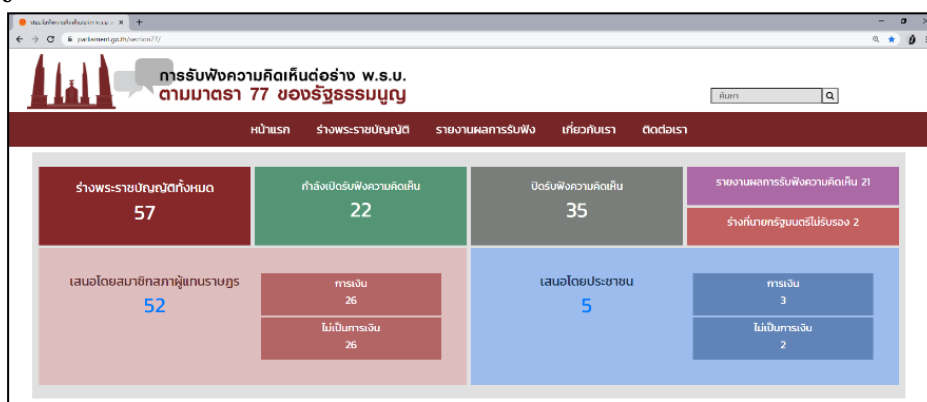 parliament.go.th/section77/
การรับฟังความคิดเห็นต่อร่าง พ.ร.บ.
ตามมาตรา 77 ของรัฐธรรมนูญ
ค้นหา
หน้าแรก ร่างพระราชบัญญัติ รายงานผลการรับฟัง เกี่ยวกับเรา ติดต่อเรา
ร่างพระราชบัญญัติทั้งหมด
57
กำลังเปิดรับฟังความคิดเห็น
22
ปิดรับฟังความคิดเห็น
35
รายงานผลการรับฟังความคิดเห็น 21
ร่างที่นายกรัฐมนตรีไม่รับรอง 2
เสนอโดยสมาชิกสภาผู้แทนราษฎร
52
การเงิน
26
ไม่เป็นการเงิน
26
เสนอโดยประชาชน
5
การเงิน
3
ไม่เป็นการเงิน
2